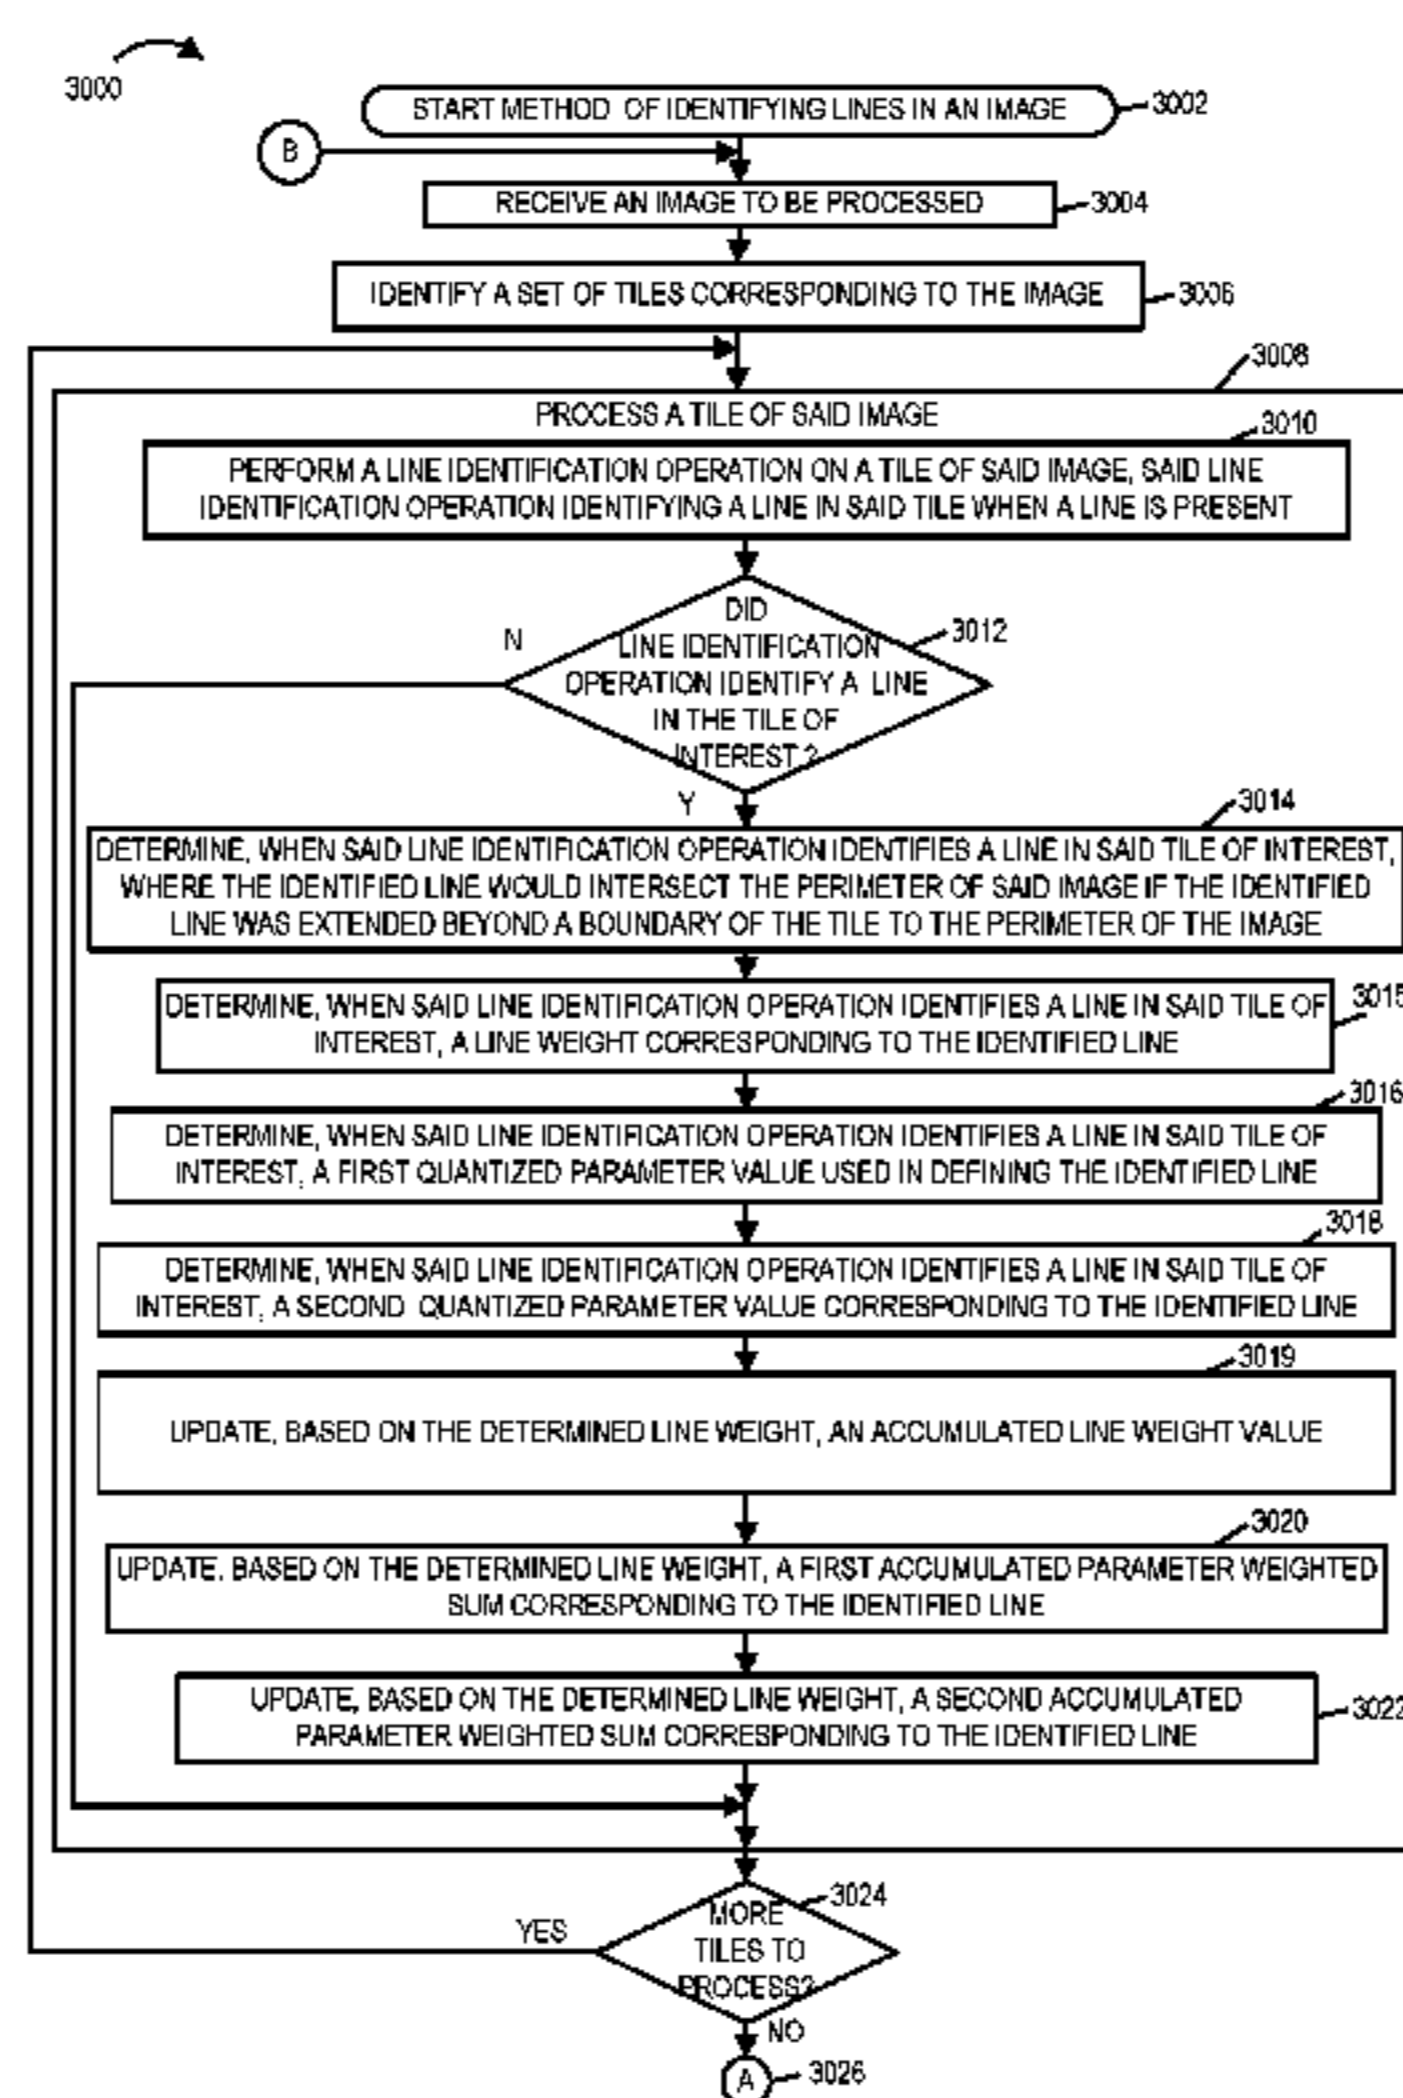 3000
START METHOD OF IDENTIFYING LINES IN AN IMAGE
3002
B
RECEIVE AN IMAGE TO BE PROCESSED
3004
IDENTIFY A SET OF TILES CORRESPONDING TO THE IMAGE
3006
3008
PROCESS A TILE OF SAID IMAGE
3010
PERFORM A LINE IDENTIFICATION OPERATION ON A TILE OF SAID IMAGE, SAID LINE
IDENTIFICATION OPERATION IDENTIFYING A LINE IN SAID TILE WHEN A LINE IS PRESENT
N
DID
LINE IDENTIFICATION
OPERATION IDENTIFY A LINE
IN THE TILE OF
INTEREST ?
3012
Y
3014
DETERMINE, WHEN SAID LINE IDENTIFICATION OPERATION IDENTIFIES A LINE IN SAID TILE OF INTEREST,
WHERE THE IDENTIFIED LINE WOULD INTERSECT THE PERIMETER OF SAID IMAGE IF THE IDENTIFIED
LINE WAS EXTENDED BEYOND A BOUNDARY OF THE TILE TO THE PERIMETER OF THE IMAGE
3015
DETERMINE, WHEN SAID LINE IDENTIFICATION OPERATION IDENTIFIES A LINE IN SAID TILE OF
INTEREST, A LINE WEIGHT CORRESPONDING TO THE IDENTIFIED LINE
3016
DETERMINE, WHEN SAID LINE IDENTIFICATION OPERATION IDENTIFIES A LINE IN SAID TILE OF
INTEREST, A FIRST QUANTIZED PARAMETER VALUE USED IN DEFINING THE IDENTIFIED LINE
3018
DETERMINE, WHEN SAID LINE IDENTIFICATION OPERATION IDENTIFIES A LINE IN SAID TILE OF
INTEREST, A SECOND QUANTIZED PARAMETER VALUE CORRESPONDING TO THE IDENTIFIED LINE
3019
UPDATE, BASED ON THE DETERMINED LINE WEIGHT, AN ACCUMULATED LINE WEIGHT VALUE
3020
UPDATE, BASED ON THE DETERMINED LINE WEIGHT, A FIRST ACCUMULATED PARAMETER WEIGHTED
SUM CORRESPONDING TO THE IDENTIFIED LINE
UPDATE, BASED ON THE DETERMINED LINE WEIGHT, A SECOND ACCUMULATED
PARAMETER WEIGHTED SUM CORRESPONDING TO THE IDENTIFIED LINE
3022
3024
YES
MORE
TILES TO
PROCESS?
NO
A
3026